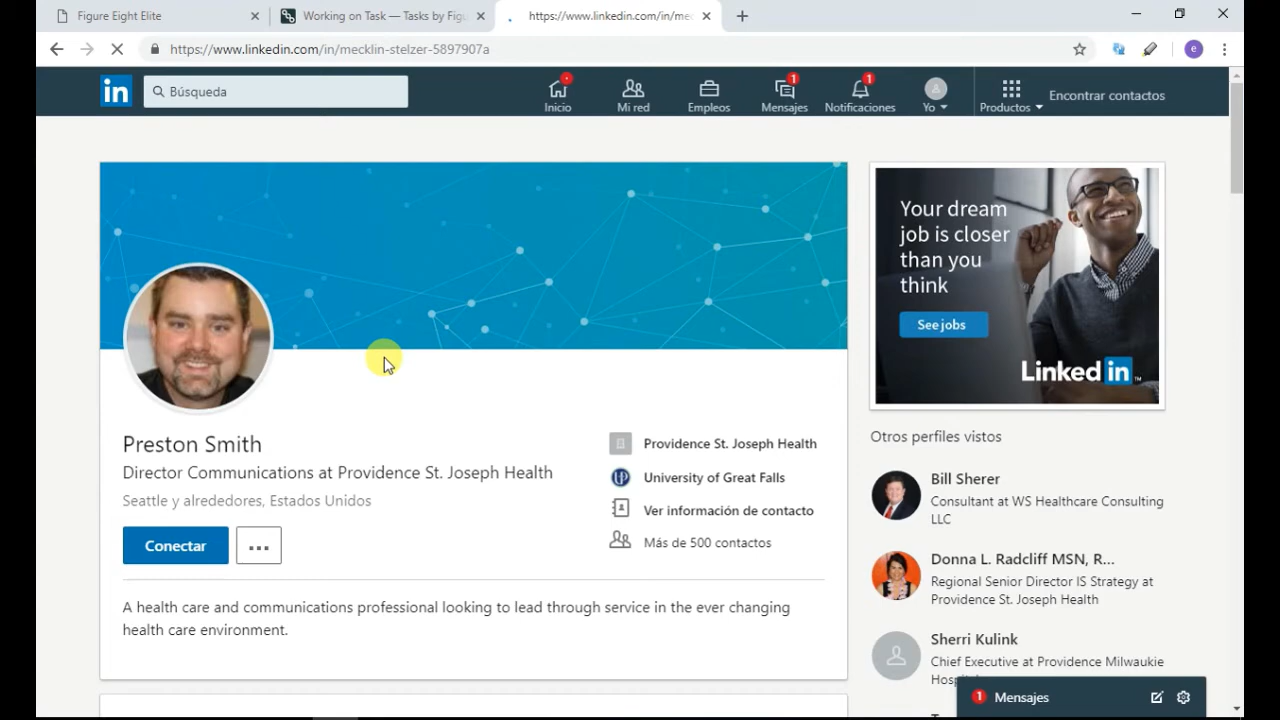 Figure Eight Elite
Working on Task — Tasks by Figu
https://www.linkedin.com/in/mec
https://www.linkedin.com/in/mecklin-stelzer-5897907a
e
in
Búsqueda
Inicio
Mi red
Empleos
1
Mensajes
1
Notificaciones
Yo
Productos
Encontrar contactos
Your dream
job is closer
than you
think
See jobs
Linked in
Preston Smith
Director Communications at Providence St. Joseph Health
Seattle y alrededores, Estados Unidos
Conectar
...
Providence St. Joseph Health
University of Great Falls
Ver información de contacto
Más de 500 contactos
A health care and communications professional looking to lead through service in the ever changing
health care environment.
Otros perfiles vistos
Bill Sherer
Consultant at WS Healthcare Consulting
LLC
Donna L. Radcliff MSN, R...
Regional Senior Director IS Strategy at
Providence St. Joseph Health
Sherri Kulink
Chief Executive at Providence Milwaukie
1 Mensajes